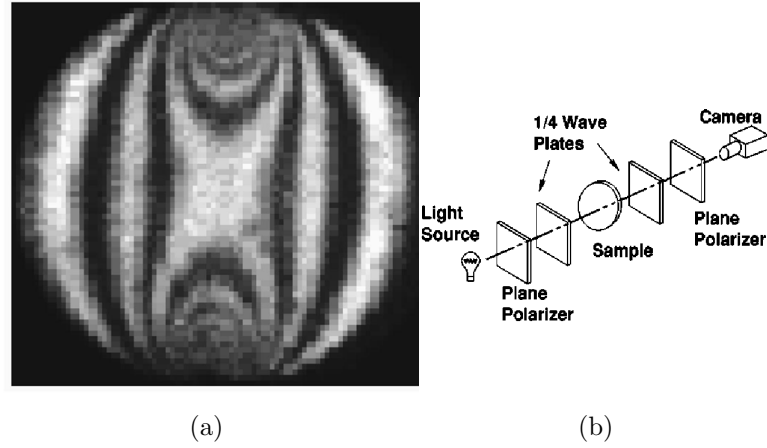 1/4 Wave
Plates
Camera
Light
Source
Sample
Plane
Polarizer
Plane
Polarizer
(a)
(b)